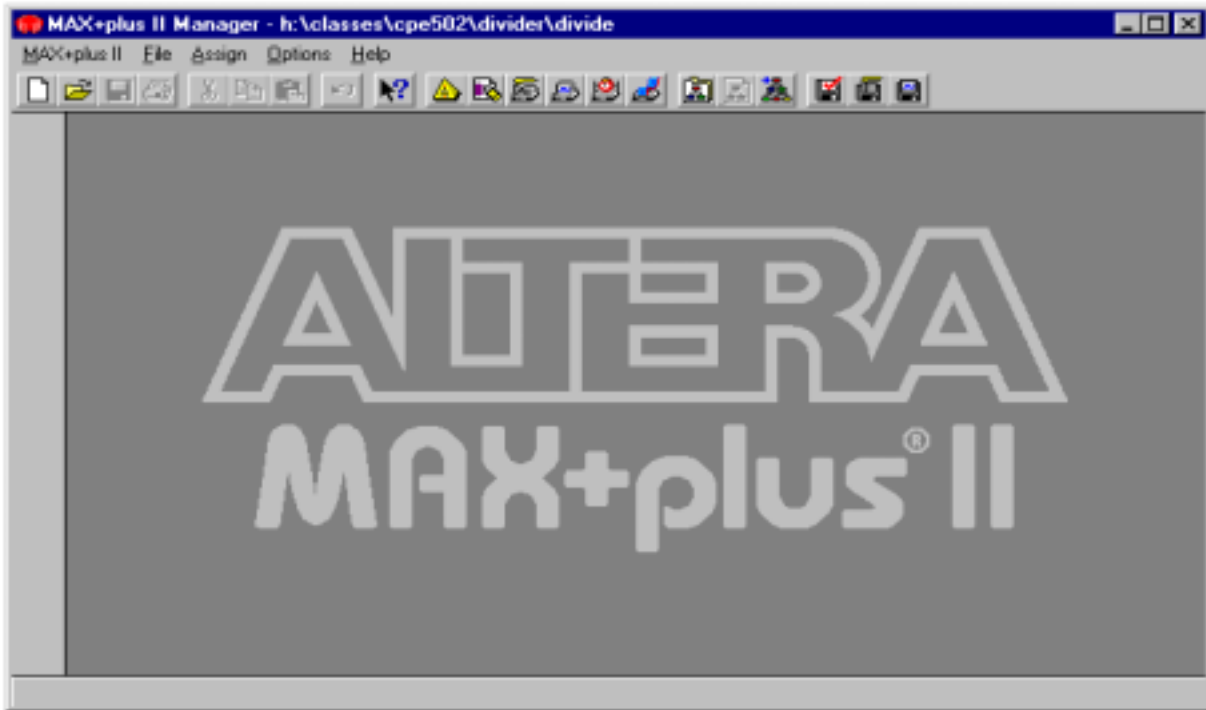 MAX+plus II Manager - h:\classes\cpe502\divider\divide
MAX+plus II File Assign Options Help
ALTERA
MAX+plus® II